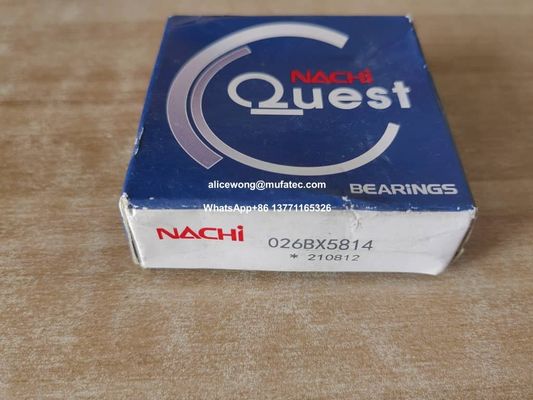 NACHi
Quest
BEARINGS
alicewong@mufatec.com
WhatsApp+86 13771165326
NACHi 026BX5814
* 210812